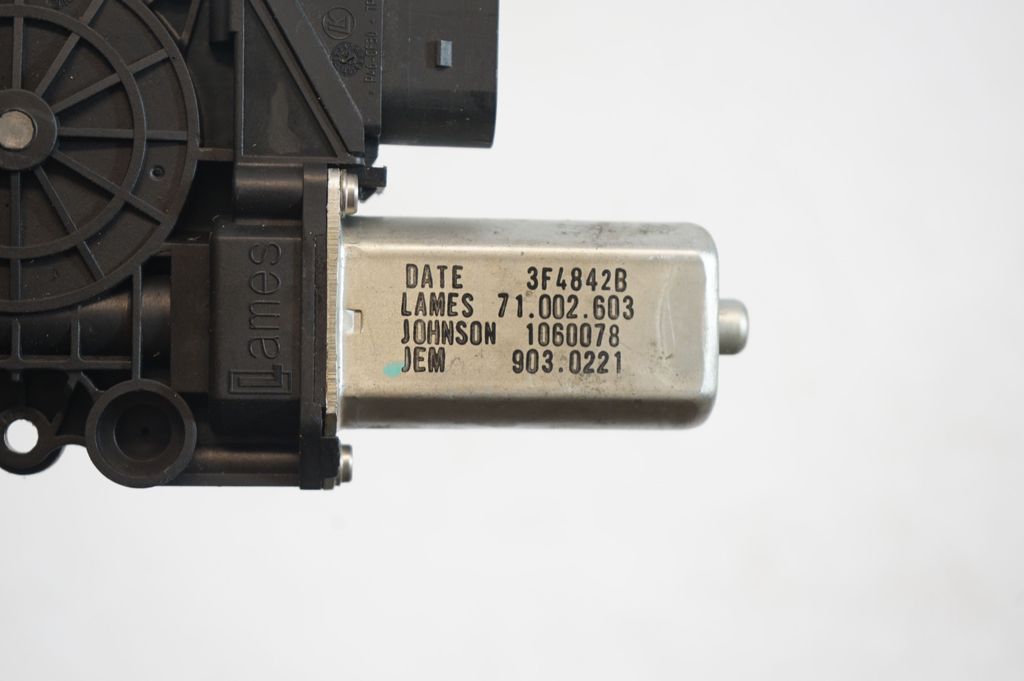 DATE 3F4842B
LAMES 71.002.603
JOHNSON 1060078
JEM 903.0221
Lames